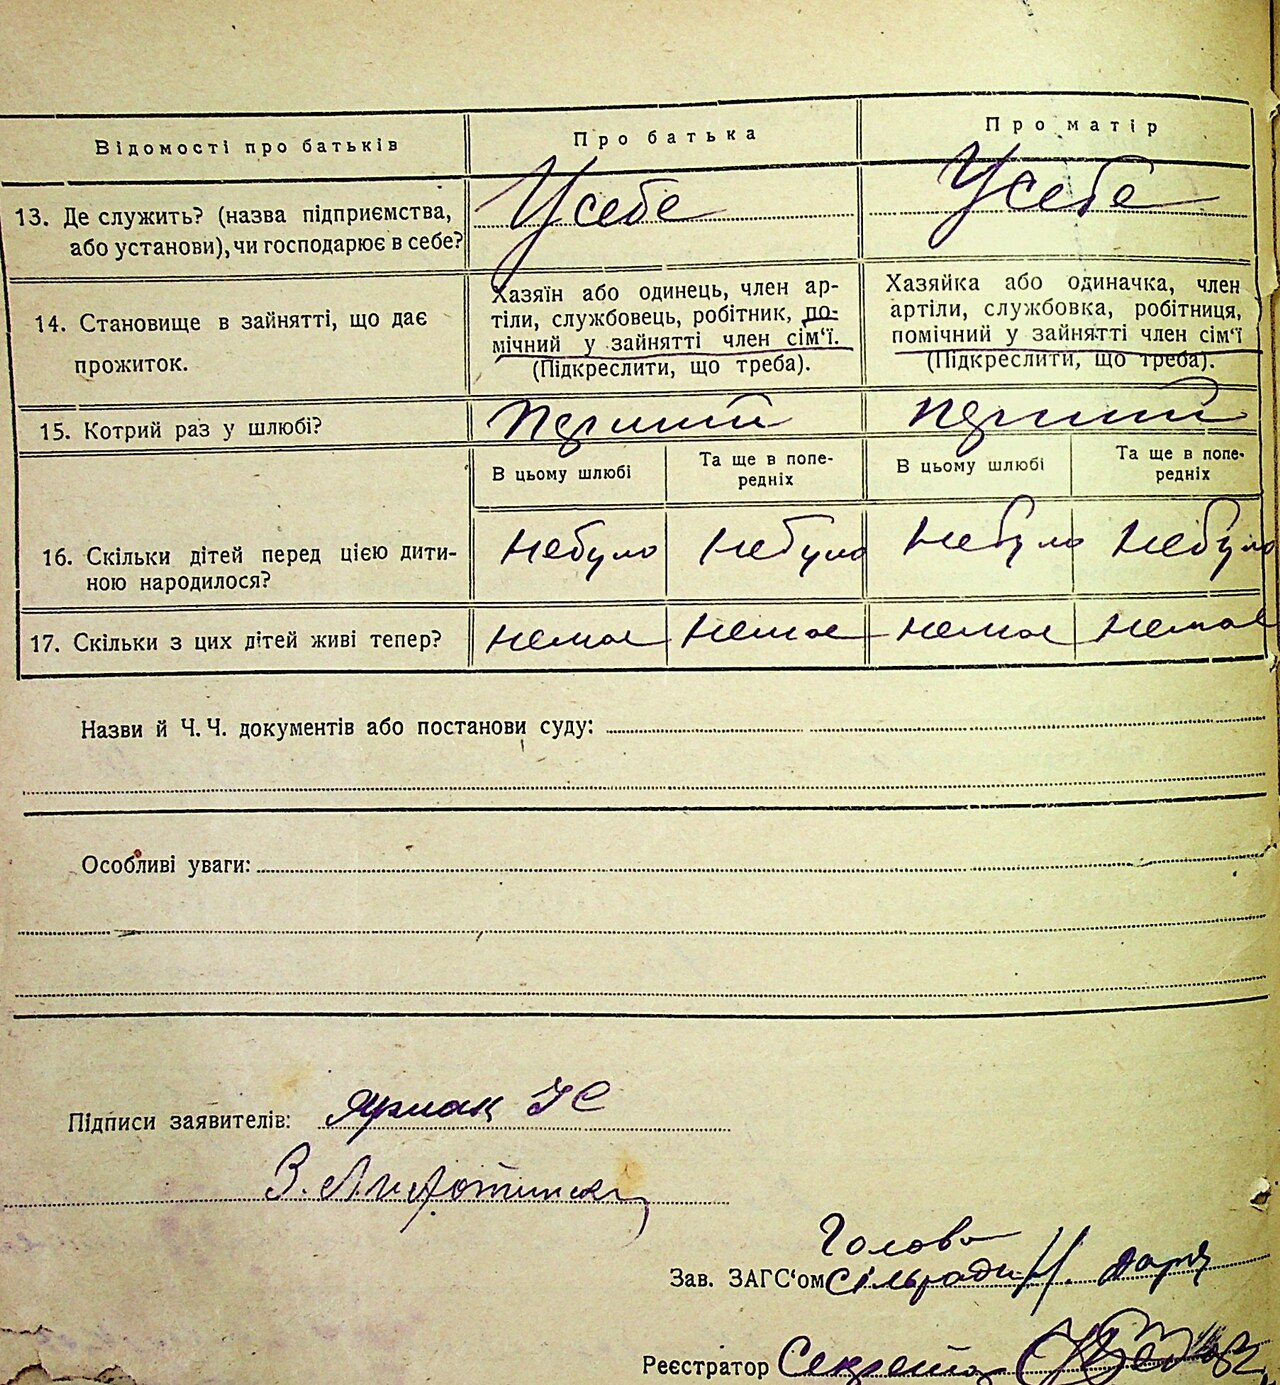 Відомості про батьків Про батька Про матір
13. Де служить? (назва підприємства, або установи), чи господарює в себе? Усебе Усебе
14. Становище в зайнятті, що дає прожиток.
Хазяїн або одинець, член ар-
тіли, службовець, робітник, по-
мічний у зайнятті член сім‘ї.
(Підкреслити, що треба).
Хазяйка або одиначка, член
артіли, службовка, робітниця,
помічний у зайнятті член сім‘ї
(Підкреслити, що треба).
15. Котрий раз у шлюбі? Перший Перший
В цьому шлюбі
Та ще в попе-
редніх
В цьому шлюбі
Та ще в попе-
редніх
16. Скільки дітей перед цією дити-
ною народилося?
Небуло Небуло Небуло Небуло
17. Скільки з цих дітей живі тепер? Немає Немає Немає Немає
Назви й Ч. Ч. документів або постанови суду:
Особливі уваги:
Підписи заявителів: Ярмак УС
З.
Голова
Зав. ЗАГС‘ом Сільради Н.
Реєстратор Секретар